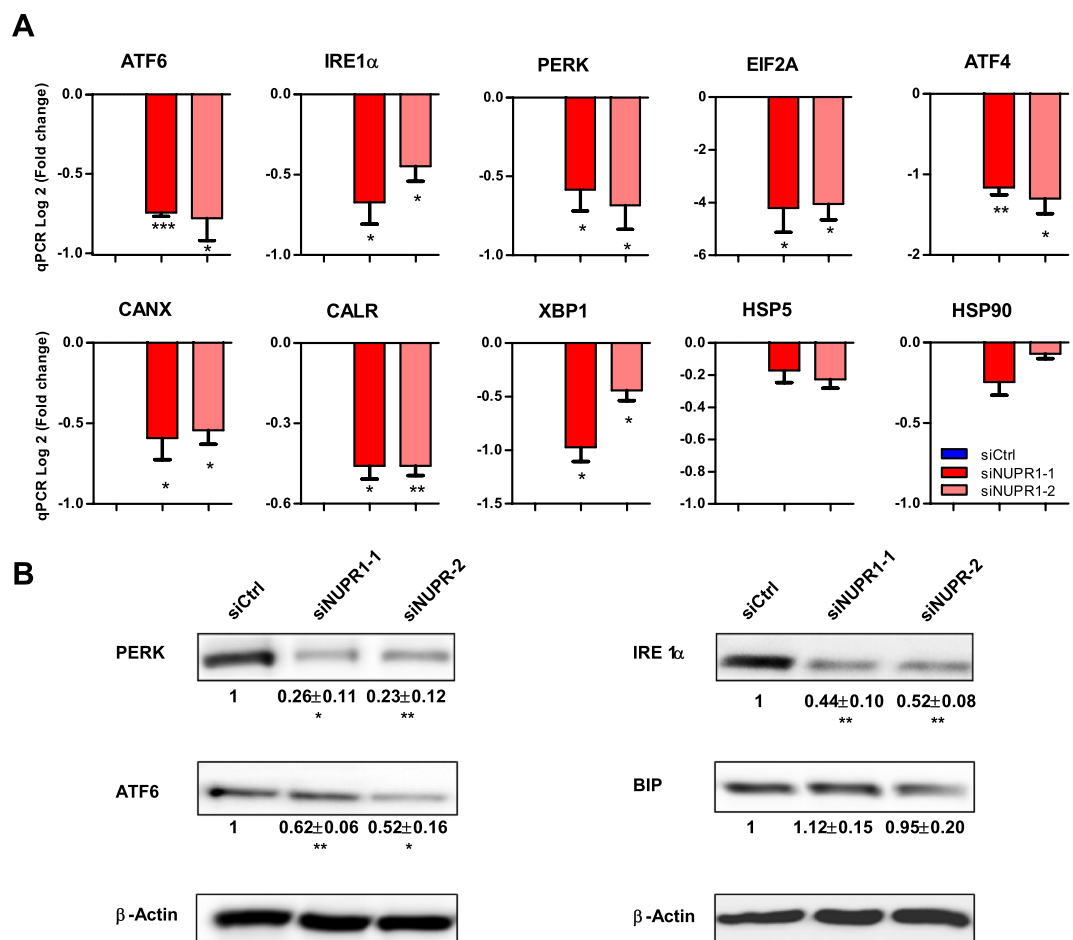 A
ATF6 IRE1α PERK EIF2A ATF4
qPCR Log 2 (Fold change)
0.0 -0.5 -1.0 *** *
0.0 -0.5 -1.0 * *
0.0 -0.5 -1.0 * *
0 -2 -4 -6 * *
0 -1 -2 ** *
CANX CALR XBP1 HSP5 HSP90
qPCR Log 2 (Fold change)
0.0 -0.5 -1.0 * *
0.0 -0.3 -0.6 * **
0.0 -0.5 -1.0 -1.5 * *
0.0 -0.2 -0.4 -0.6 -0.8 -1.0
0.0 -0.5 -1.0
siCtrl
siNUPR1-1
siNUPR1-2
B
siCtrl siNUPR1-1 siNUPR-2
PERK
1 0.26±0.11 0.23±0.12
* **
ATF6
1 0.62±0.06 0.52±0.16
** *
β-Actin
siCtrl siNUPR1-1 siNUPR-2
IRE 1α
1 0.44±0.10 0.52±0.08
** **
BIP
1 1.12±0.15 0.95±0.20
β-Actin